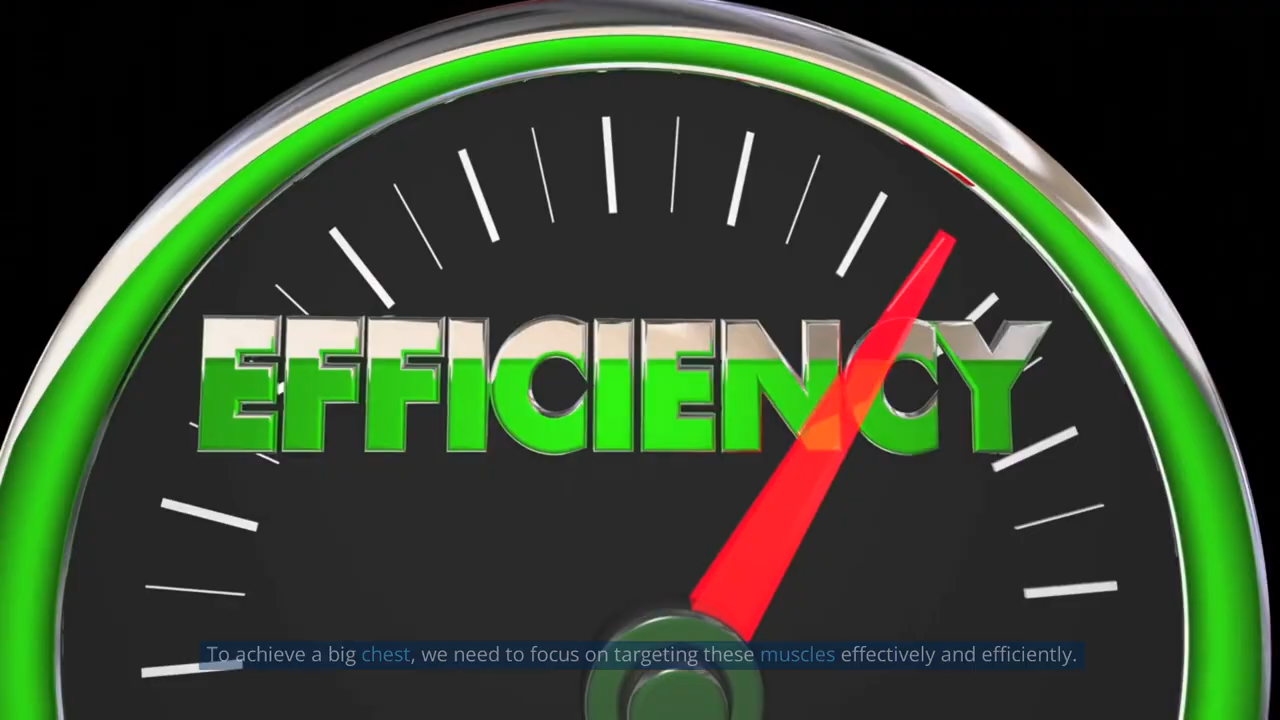 EFFICIENCY
To achieve a big chest, we need to focus on targeting these muscles effectively and efficiently.